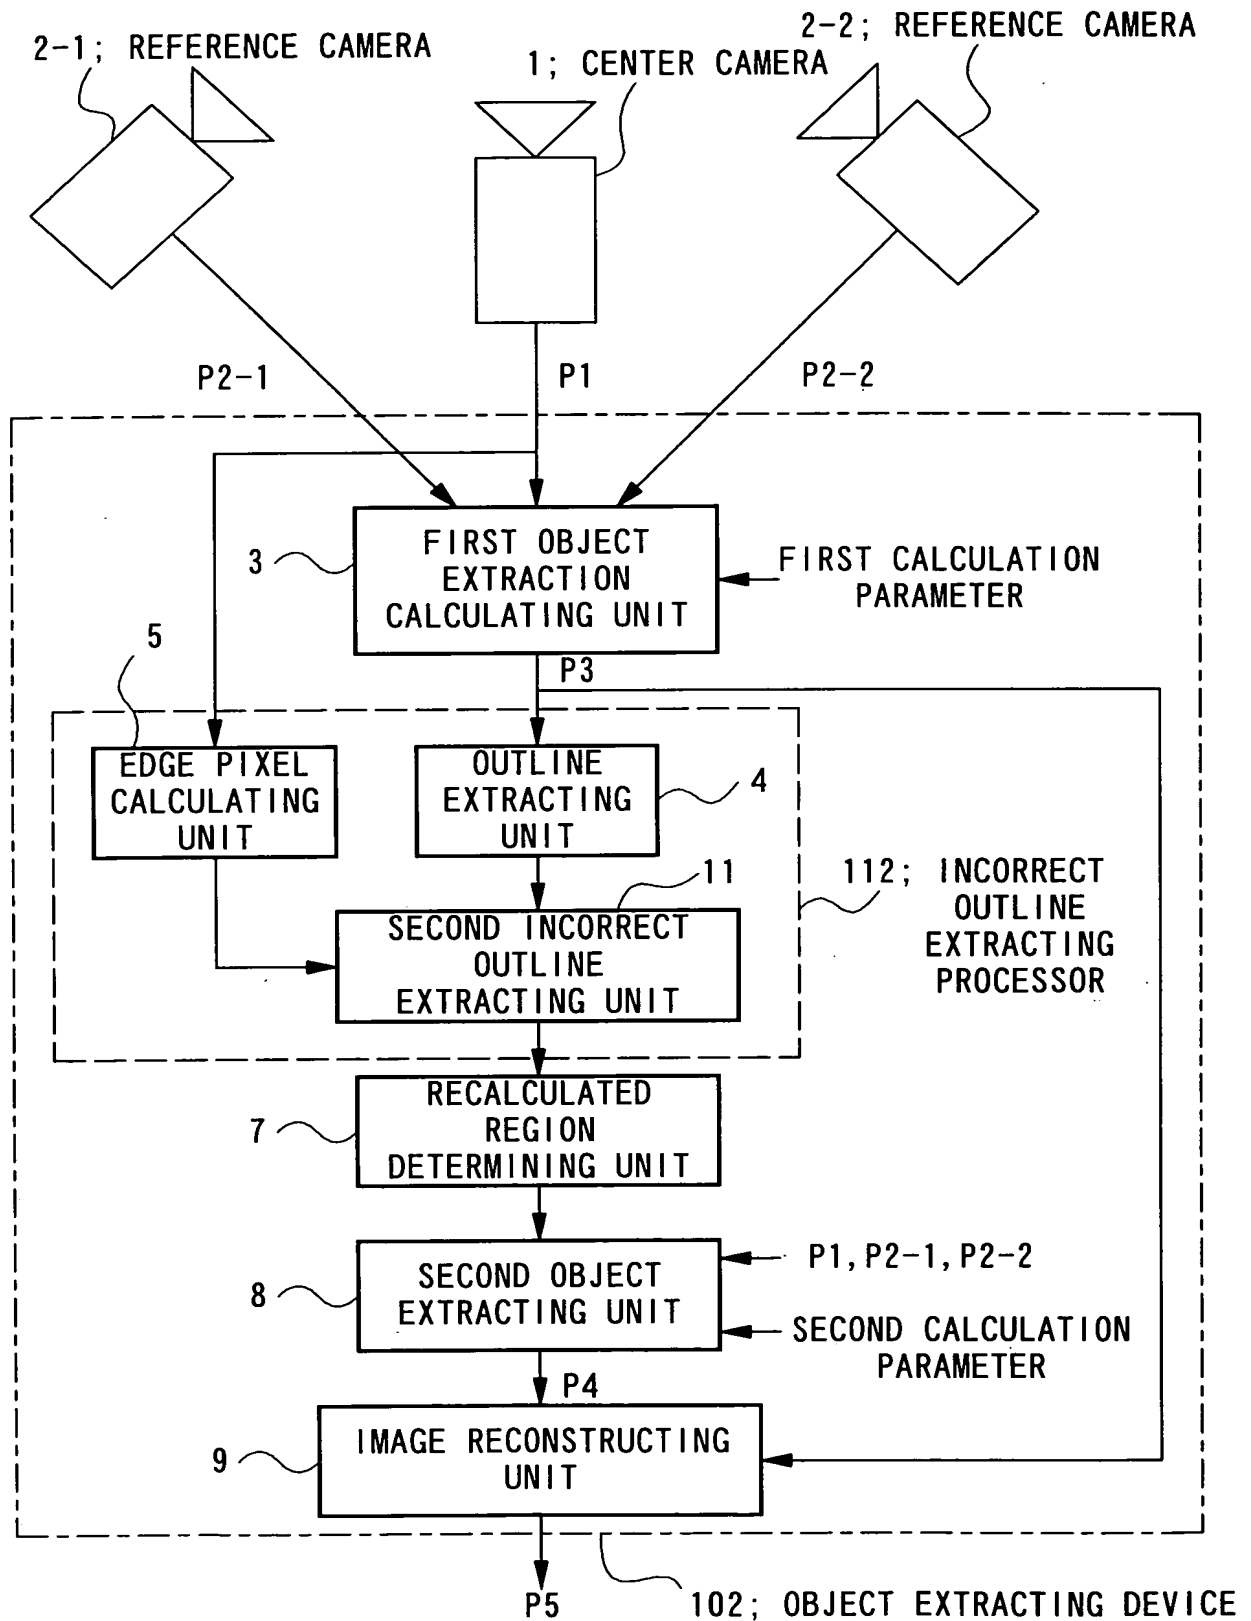 2-1; REFERENCE CAMERA
2-2; REFERENCE CAMERA
1; CENTER CAMERA
P2-1
P1
P2-2
3
FIRST OBJECT
EXTRACTION
CALCULATING UNIT
FIRST CALCULATION
PARAMETER
5
P3
EDGE PIXEL
CALCULATING
UNIT
OUTLINE
EXTRACTING
UNIT
4
11
112; INCORRECT
OUTLINE
EXTRACTING
PROCESSOR
SECOND INCORRECT
OUTLINE
EXTRACTING UNIT
7
RECALCULATED
REGION
DETERMINING UNIT
8
SECOND OBJECT
EXTRACTING UNIT
P1, P2-1, P2-2
SECOND CALCULATION
PARAMETER
P4
9
IMAGE RECONSTRUCTING
UNIT
P5
102; OBJECT EXTRACTING DEVICE